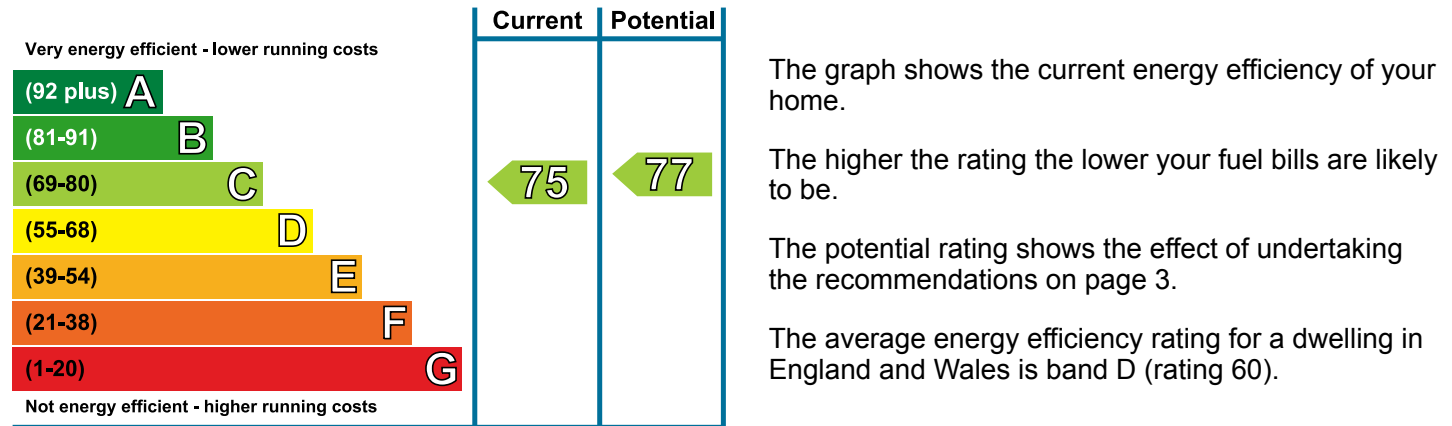 Current Potential
Very energy efficient - lower running costs
(92 plus) A
(81-91) B
(69-80) C
75 77
(55-68) D
(39-54) E
(21-38) F
(1-20) G
Not energy efficient - higher running costs
The graph shows the current energy efficiency of your
home.
The higher the rating the lower your fuel bills are likely
to be.
The potential rating shows the effect of undertaking
the recommendations on page 3.
The average energy efficiency rating for a dwelling in
England and Wales is band D (rating 60).